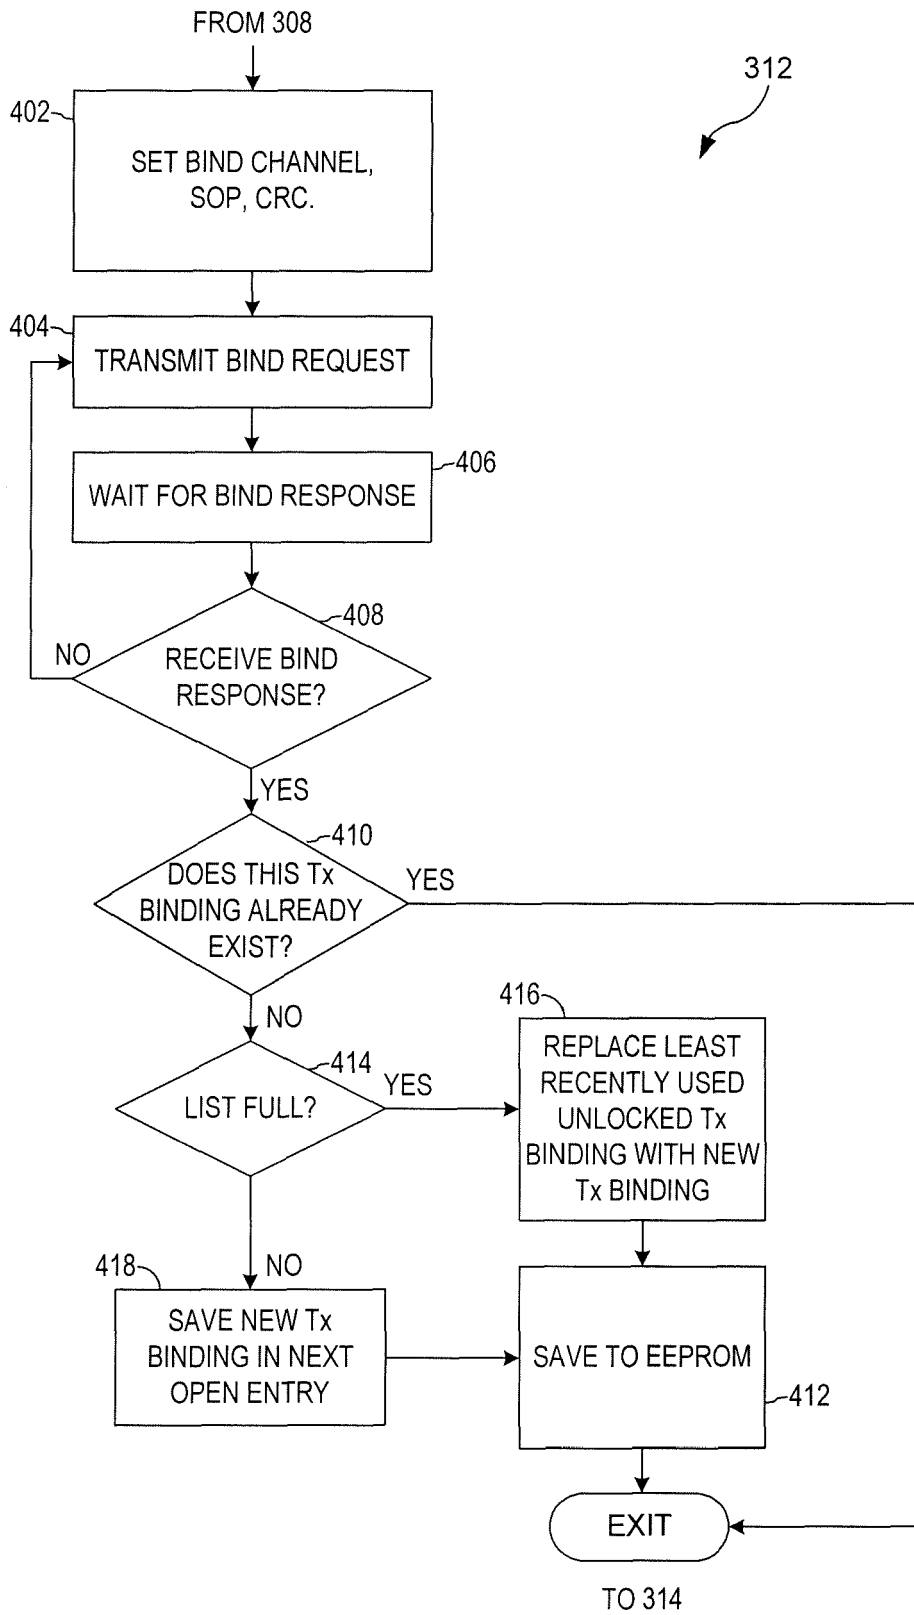 FROM 308
312
402
SET BIND CHANNEL,
SOP, CRC.
404
TRANSMIT BIND REQUEST
406
WAIT FOR BIND RESPONSE
408
NO
RECEIVE BIND
RESPONSE?
YES
410
DOES THIS Tx
BINDING ALREADY
EXIST?
YES
NO
416
REPLACE LEAST
RECENTLY USED
UNLOCKED Tx
BINDING WITH NEW
Tx BINDING
414
YES
LIST FULL?
NO
418
SAVE NEW Tx
BINDING IN NEXT
OPEN ENTRY
SAVE TO EEPROM
412
EXIT
TO 314